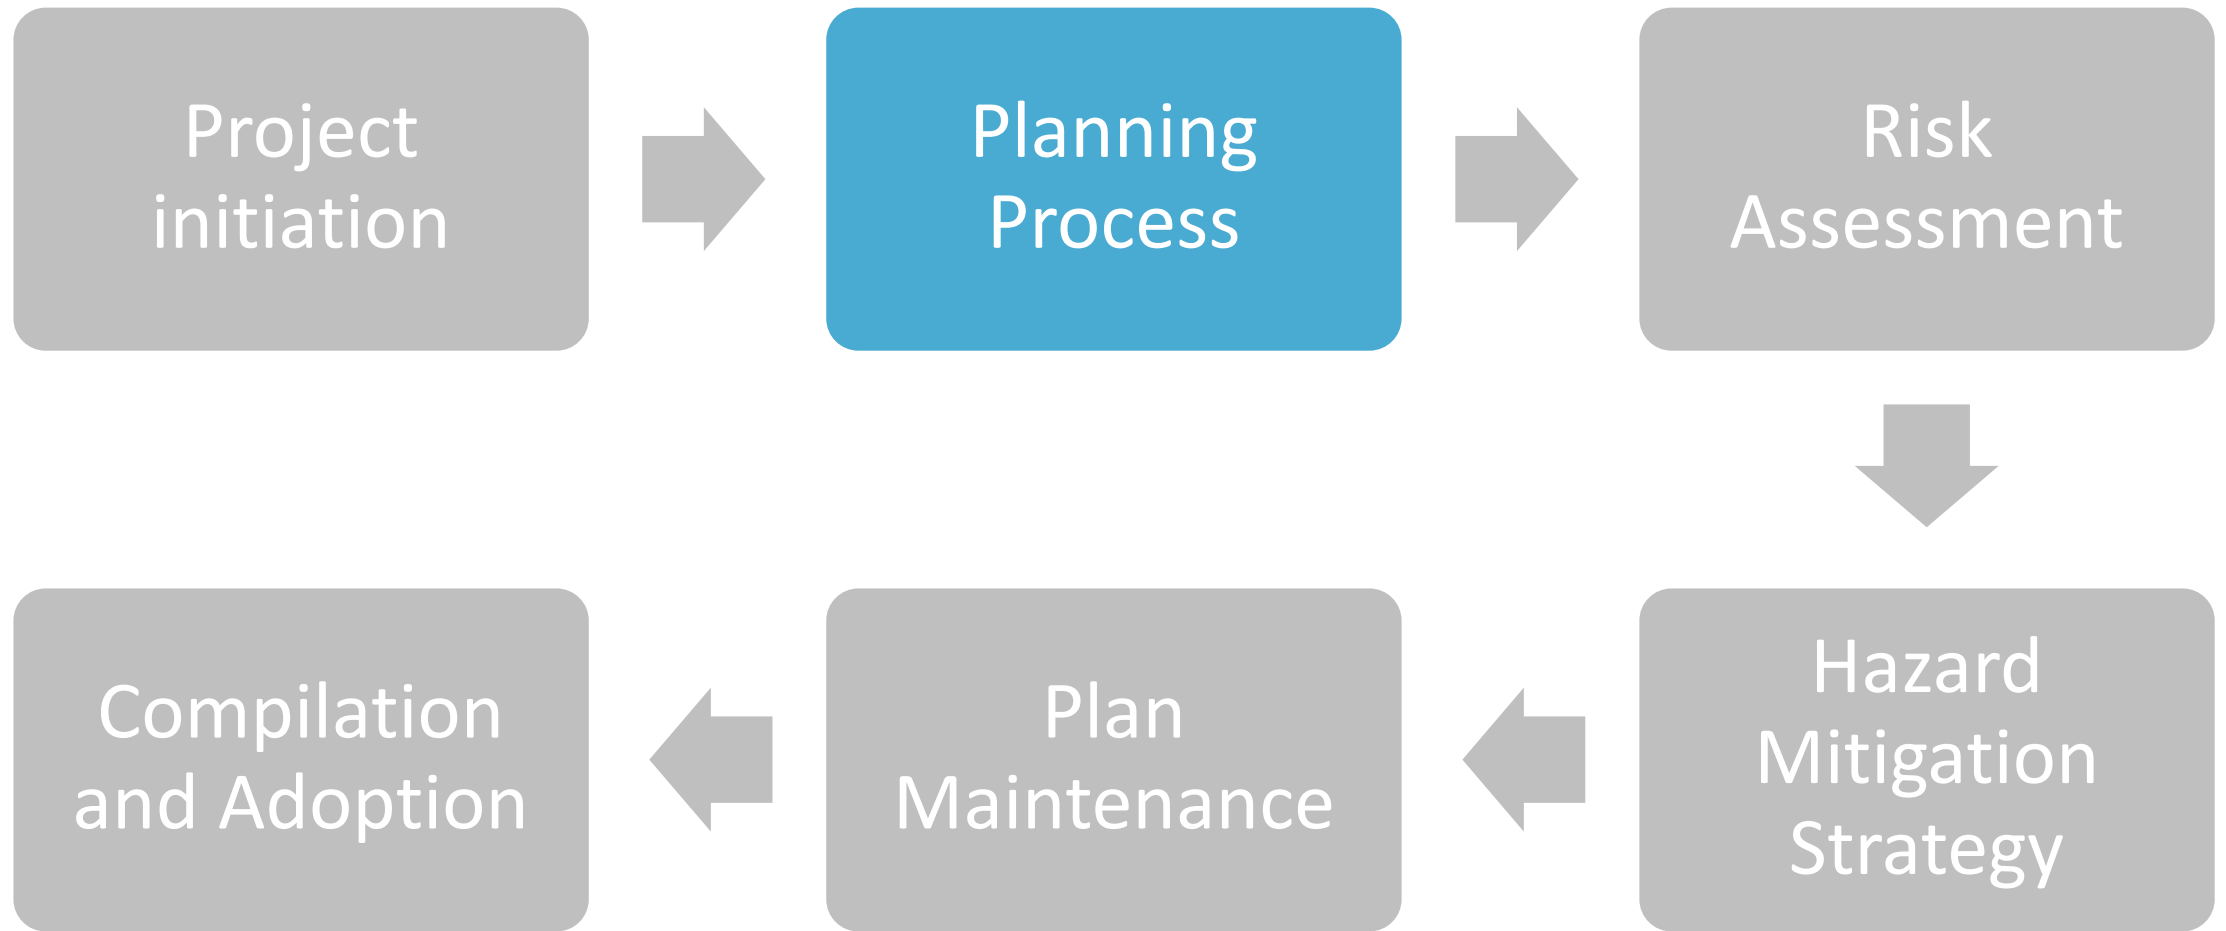 Project
initiation
Planning
Process
Risk
Assessment
Hazard
Mitigation
Strategy
Plan
Maintenance
Compilation
and Adoption